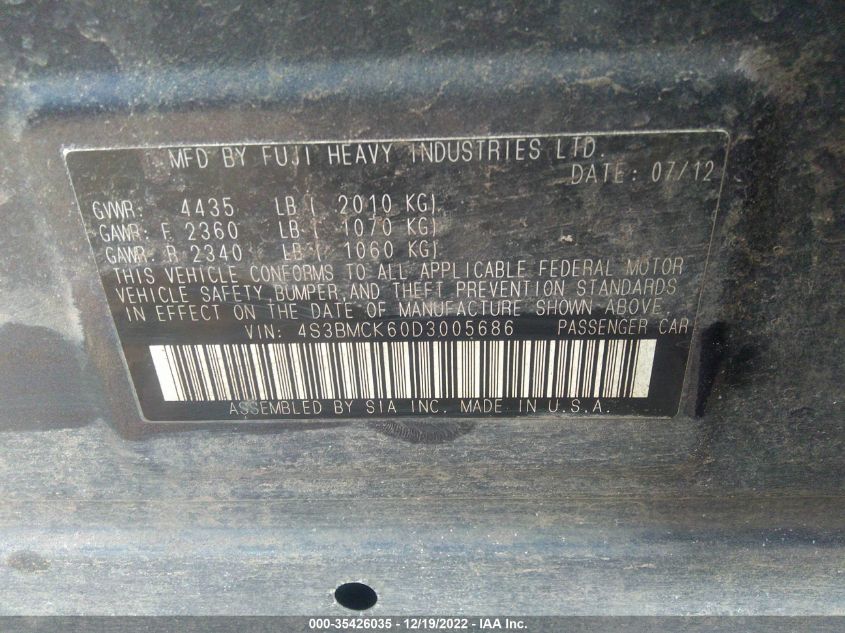 MFD BY FUJI HEAVY INDUSTRIES LTD.
DATE: 07/12
GVWR: 4435 LB ( 2010 KG)
GAWR: F. 2360 LB ( 1070 KG)
GAWR: R. 2340 LB ( 1060 KG)
THIS VEHICLE CONFORMS TO ALL APPLICABLE FEDERAL MOTOR
VEHICLE SAFETY, BUMPER, AND THEFT PREVENTION STANDARDS
IN EFFECT ON THE DATE OF MANUFACTURE SHOWN ABOVE
VIN: 4S3BMCK60D3005686 PASSENGER CAR
ASSEMBLED BY SIA INC. MADE IN U.S.A.
000-35426035 - 12/19/2022 - IAA Inc.